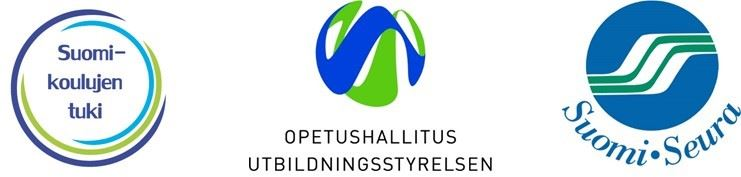 Suomi-
koulujen
tuki
OPETUSHALLITUS
UTBILDNINGSSTYRELSEN
Suomi•Seura